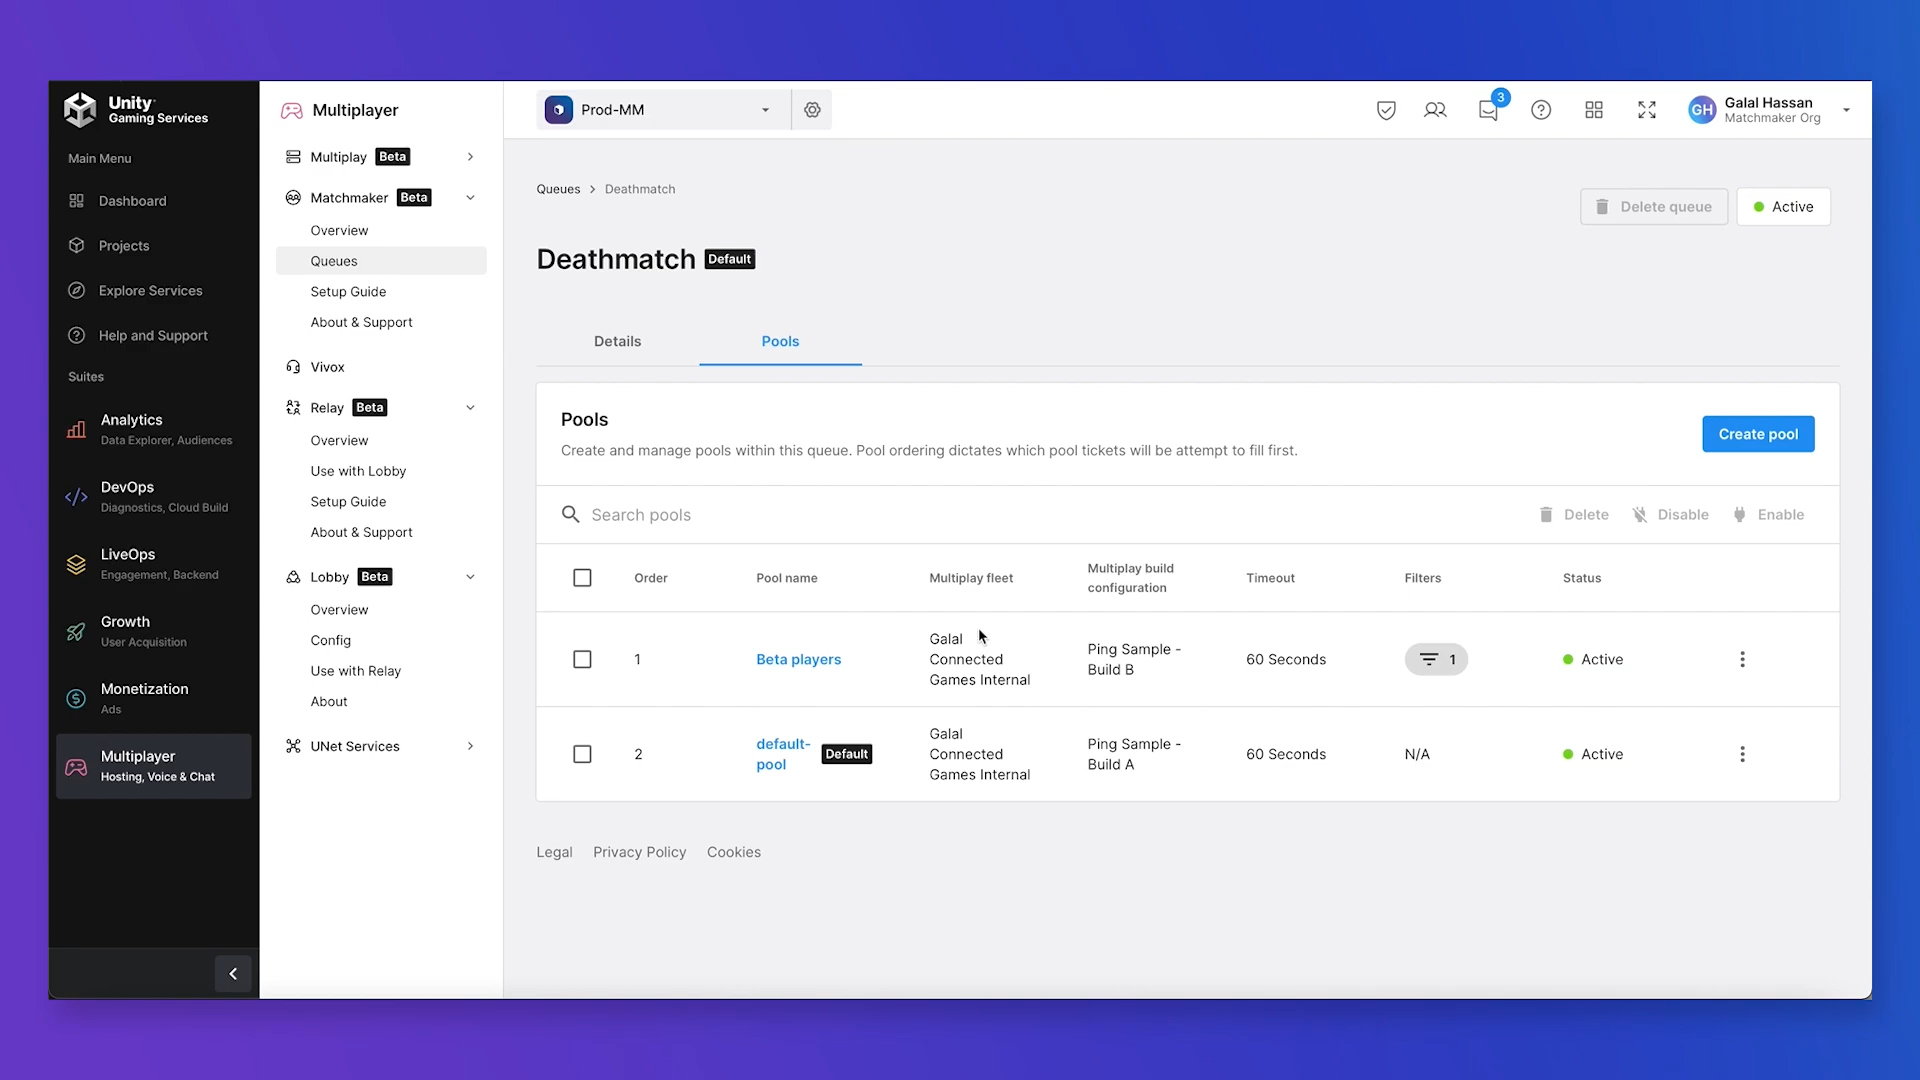 Unity
Gaming Services
Main Menu
Dashboard
Projects
Explore Services
Help and Support
Suites
Analytics
Data Explorer, Audiences
DevOps
Diagnostics, Cloud Build
LiveOps
Engagement, Backend
Growth
User Acquisition
Monetization
Ads
Multiplayer
Hosting, Voice & Chat
Multiplayer
Multiplay Beta
Matchmaker Beta
Overview
Queues
Setup Guide
About & Support
Vivox
Relay Beta
Overview
Use with Lobby
Setup Guide
About & Support
Lobby Beta
Overview
Config
Use with Relay
About
UNet Services
Prod-MM
3
GH
Galal Hassan
Matchmaker Org
Queues > Deathmatch
Delete queue
Active
Deathmatch Default
Details
Pools
Pools
Create and manage pools within this queue. Pool ordering dictates which pool tickets will be attempt to fill first.
Create pool
Search pools
Delete
Disable
Enable
Order
Pool name
Multiplay fleet
Multiplay build
configuration
Timeout
Filters
Status
1
Beta players
Galal
Connected
Games Internal
Ping Sample -
Build B
60 Seconds
1
Active
2
default-
pool
Default
Galal
Connected
Games Internal
Ping Sample -
Build A
60 Seconds
N/A
Active
Legal
Privacy Policy
Cookies